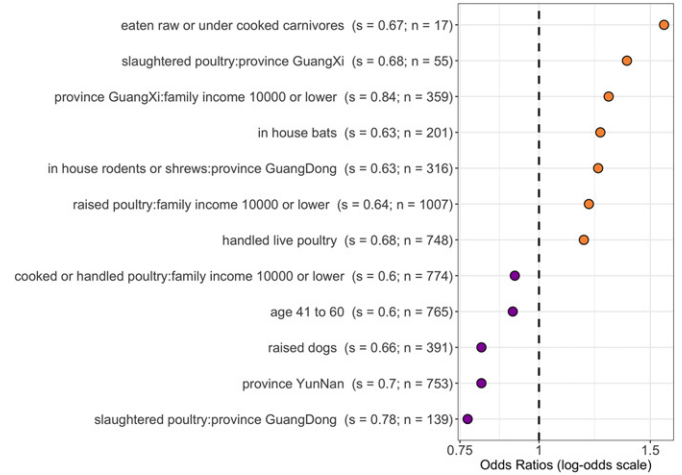 eaten raw or under cooked carnivores (s = 0.67; n = 17)
slaughtered poultry:province GuangXi (s = 0.68; n = 55)
province GuangXi:family income 10000 or lower (s = 0.84; n = 359)
in house bats (s = 0.63; n = 201)
in house rodents or shrews:province GuangDong (s = 0.63; n = 316)
raised poultry:family income 10000 or lower (s = 0.64; n = 1007)
handled live poultry (s = 0.68; n = 748)
cooked or handled poultry:family income 10000 or lower (s = 0.6; n = 774)
age 41 to 60 (s = 0.6; n = 765)
raised dogs (s = 0.66; n = 391)
province YunNan (s = 0.7; n = 753)
slaughtered poultry:province GuangDong (s = 0.78; n = 139)
0.75 1 1.5
Odds Ratios (log-odds scale)